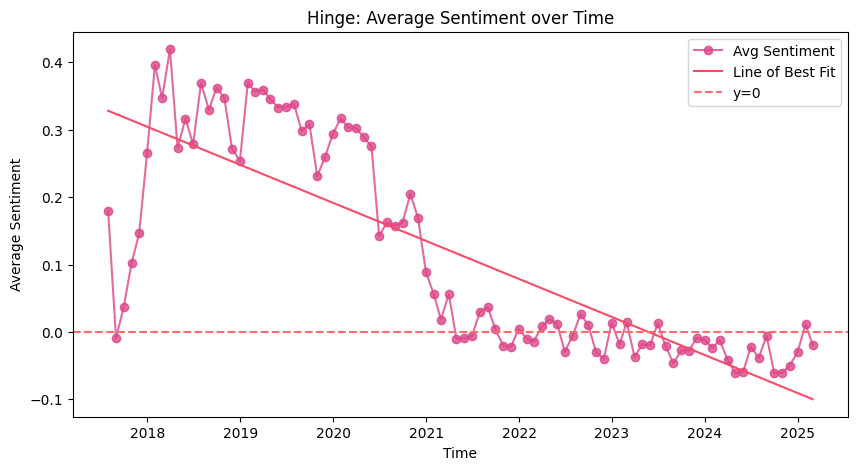 Hinge: Average Sentiment over Time
Avg Sentiment
Line of Best Fit
y=0
Average Sentiment
0.4
0.3
0.2
0.1
0.0
−0.1
2018 2019 2020 2021 2022 2023 2024 2025
Time